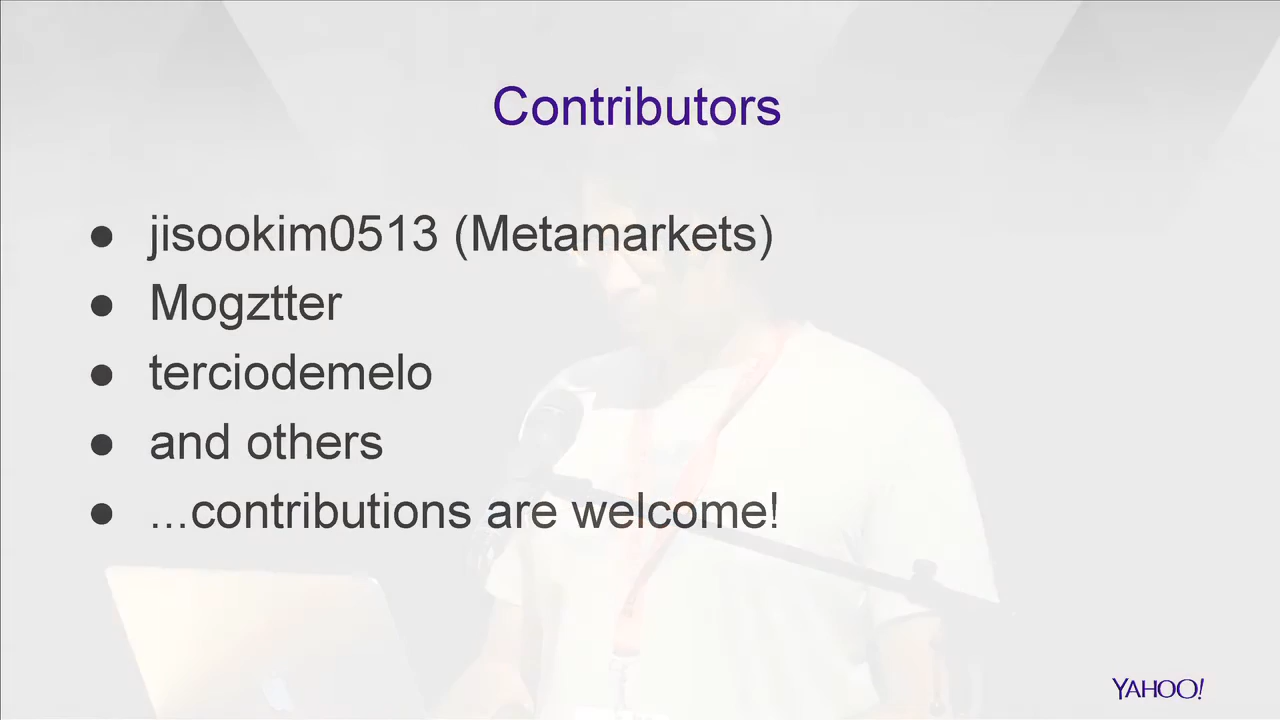 Contributors
● jisookim0513 (Metamarkets)
● Mogztter
● terciodemelo
● and others
● ...contributions are welcome!
YAHOO!